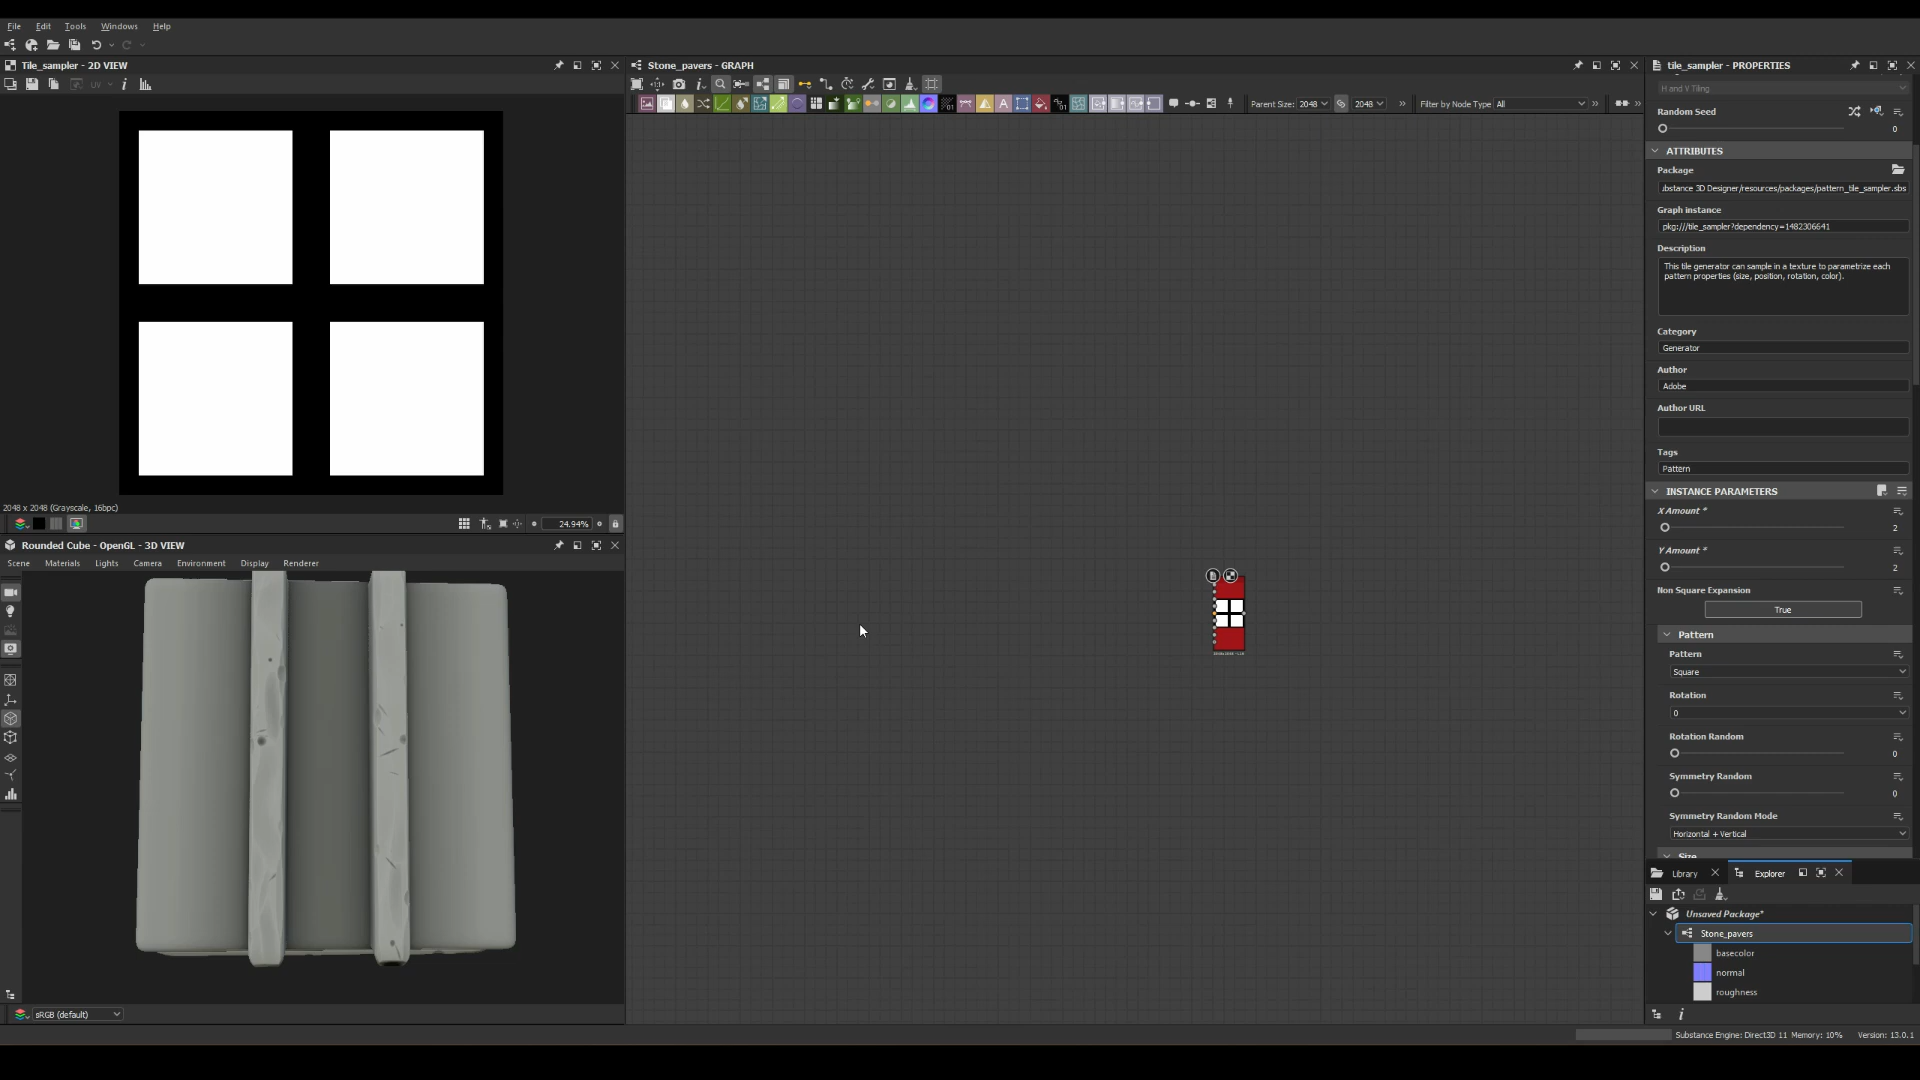 File Edit Tools Windows Help
Tile_sampler - 2D VIEW
UV
2048 x 2048 (Grayscale, 16bpc)
24.94%
Rounded Cube - OpenGL - 3D VIEW
Scene Materials Lights Camera Environment Display Renderer
sRGB (default)
Stone_pavers - GRAPH
Parent Size: 2048 2048 » Filter by Node Type All » »
tile_sampler - PROPERTIES
H and V Tiling
Random Seed
0
ATTRIBUTES
Package
bstance 3D Designer/resources/packages/pattern_tile_sampler.sbs
Graph instance
pkg:///tile_sampler?dependency=1482306641
Description
This tile generator can sample in a texture to parametrize each
pattern properties (size, position, rotation, color).
Category
Generator
Author
Adobe
Author URL
Tags
Pattern
INSTANCE PARAMETERS
X Amount *
2
Y Amount *
2
Non Square Expansion
True
Pattern
Pattern
Square
Rotation
0
Rotation Random
0
Symmetry Random
0
Symmetry Random Mode
Horizontal + Vertical
Size
Library Explorer
Unsaved Package*
Stone_pavers
basecolor
normal
roughness
Substance Engine: Direct3D 11 Memory: 10% Version: 13.0.1